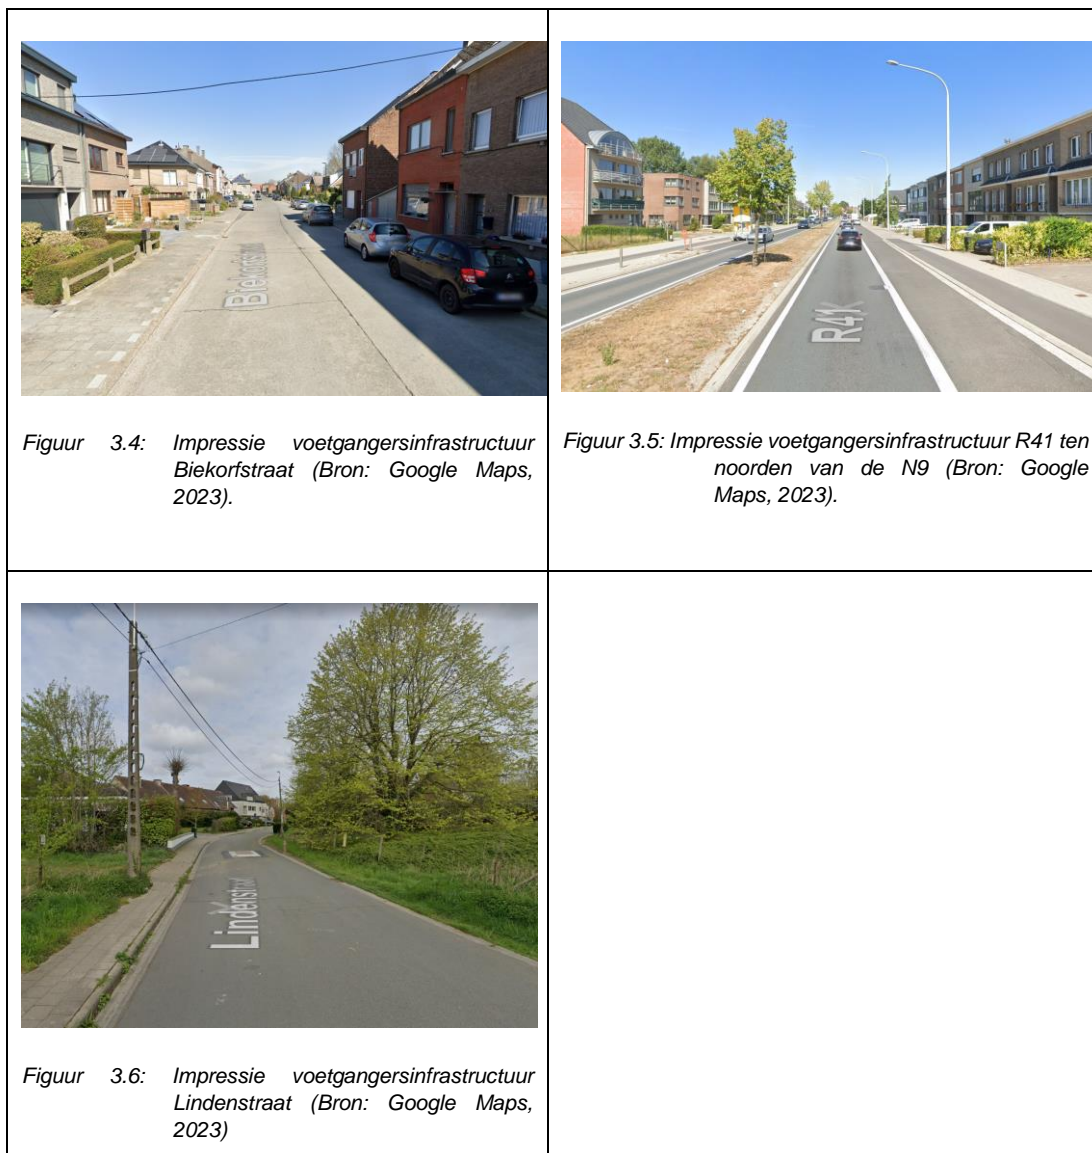 Biekorfstraat
R41
Figuur 3.4: Impressie voetgangersinfrastructuur
Biekorfstraat (Bron: Google Maps,
2023).
Figuur 3.5: Impressie voetgangersinfrastructuur R41 ten
noorden van de N9 (Bron: Google
Maps, 2023).
Lindenstraat
Figuur 3.6: Impressie voetgangersinfrastructuur
Lindenstraat (Bron: Google Maps,
2023)